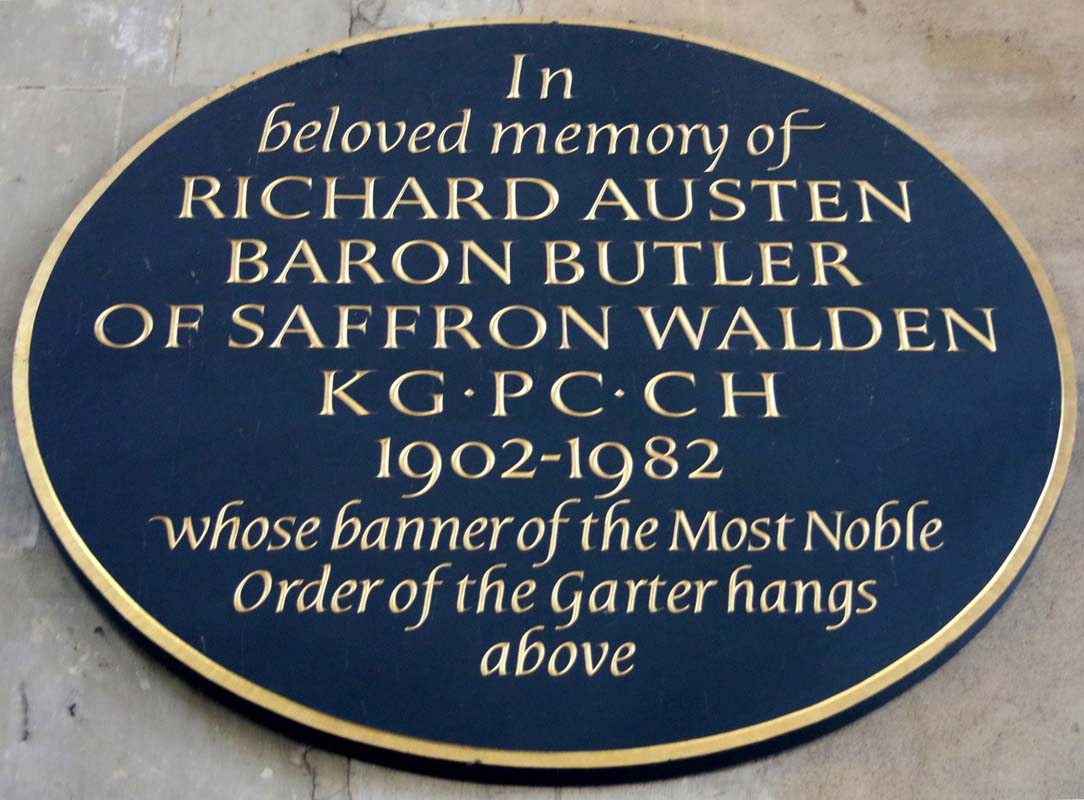 In
beloved memory of
RICHARD AUSTEN
BARON BUTLER
OF SAFFRON WALDEN
KG·PC·CH
1902-1982
whose banner of the Most Noble
Order of the Garter hangs
above